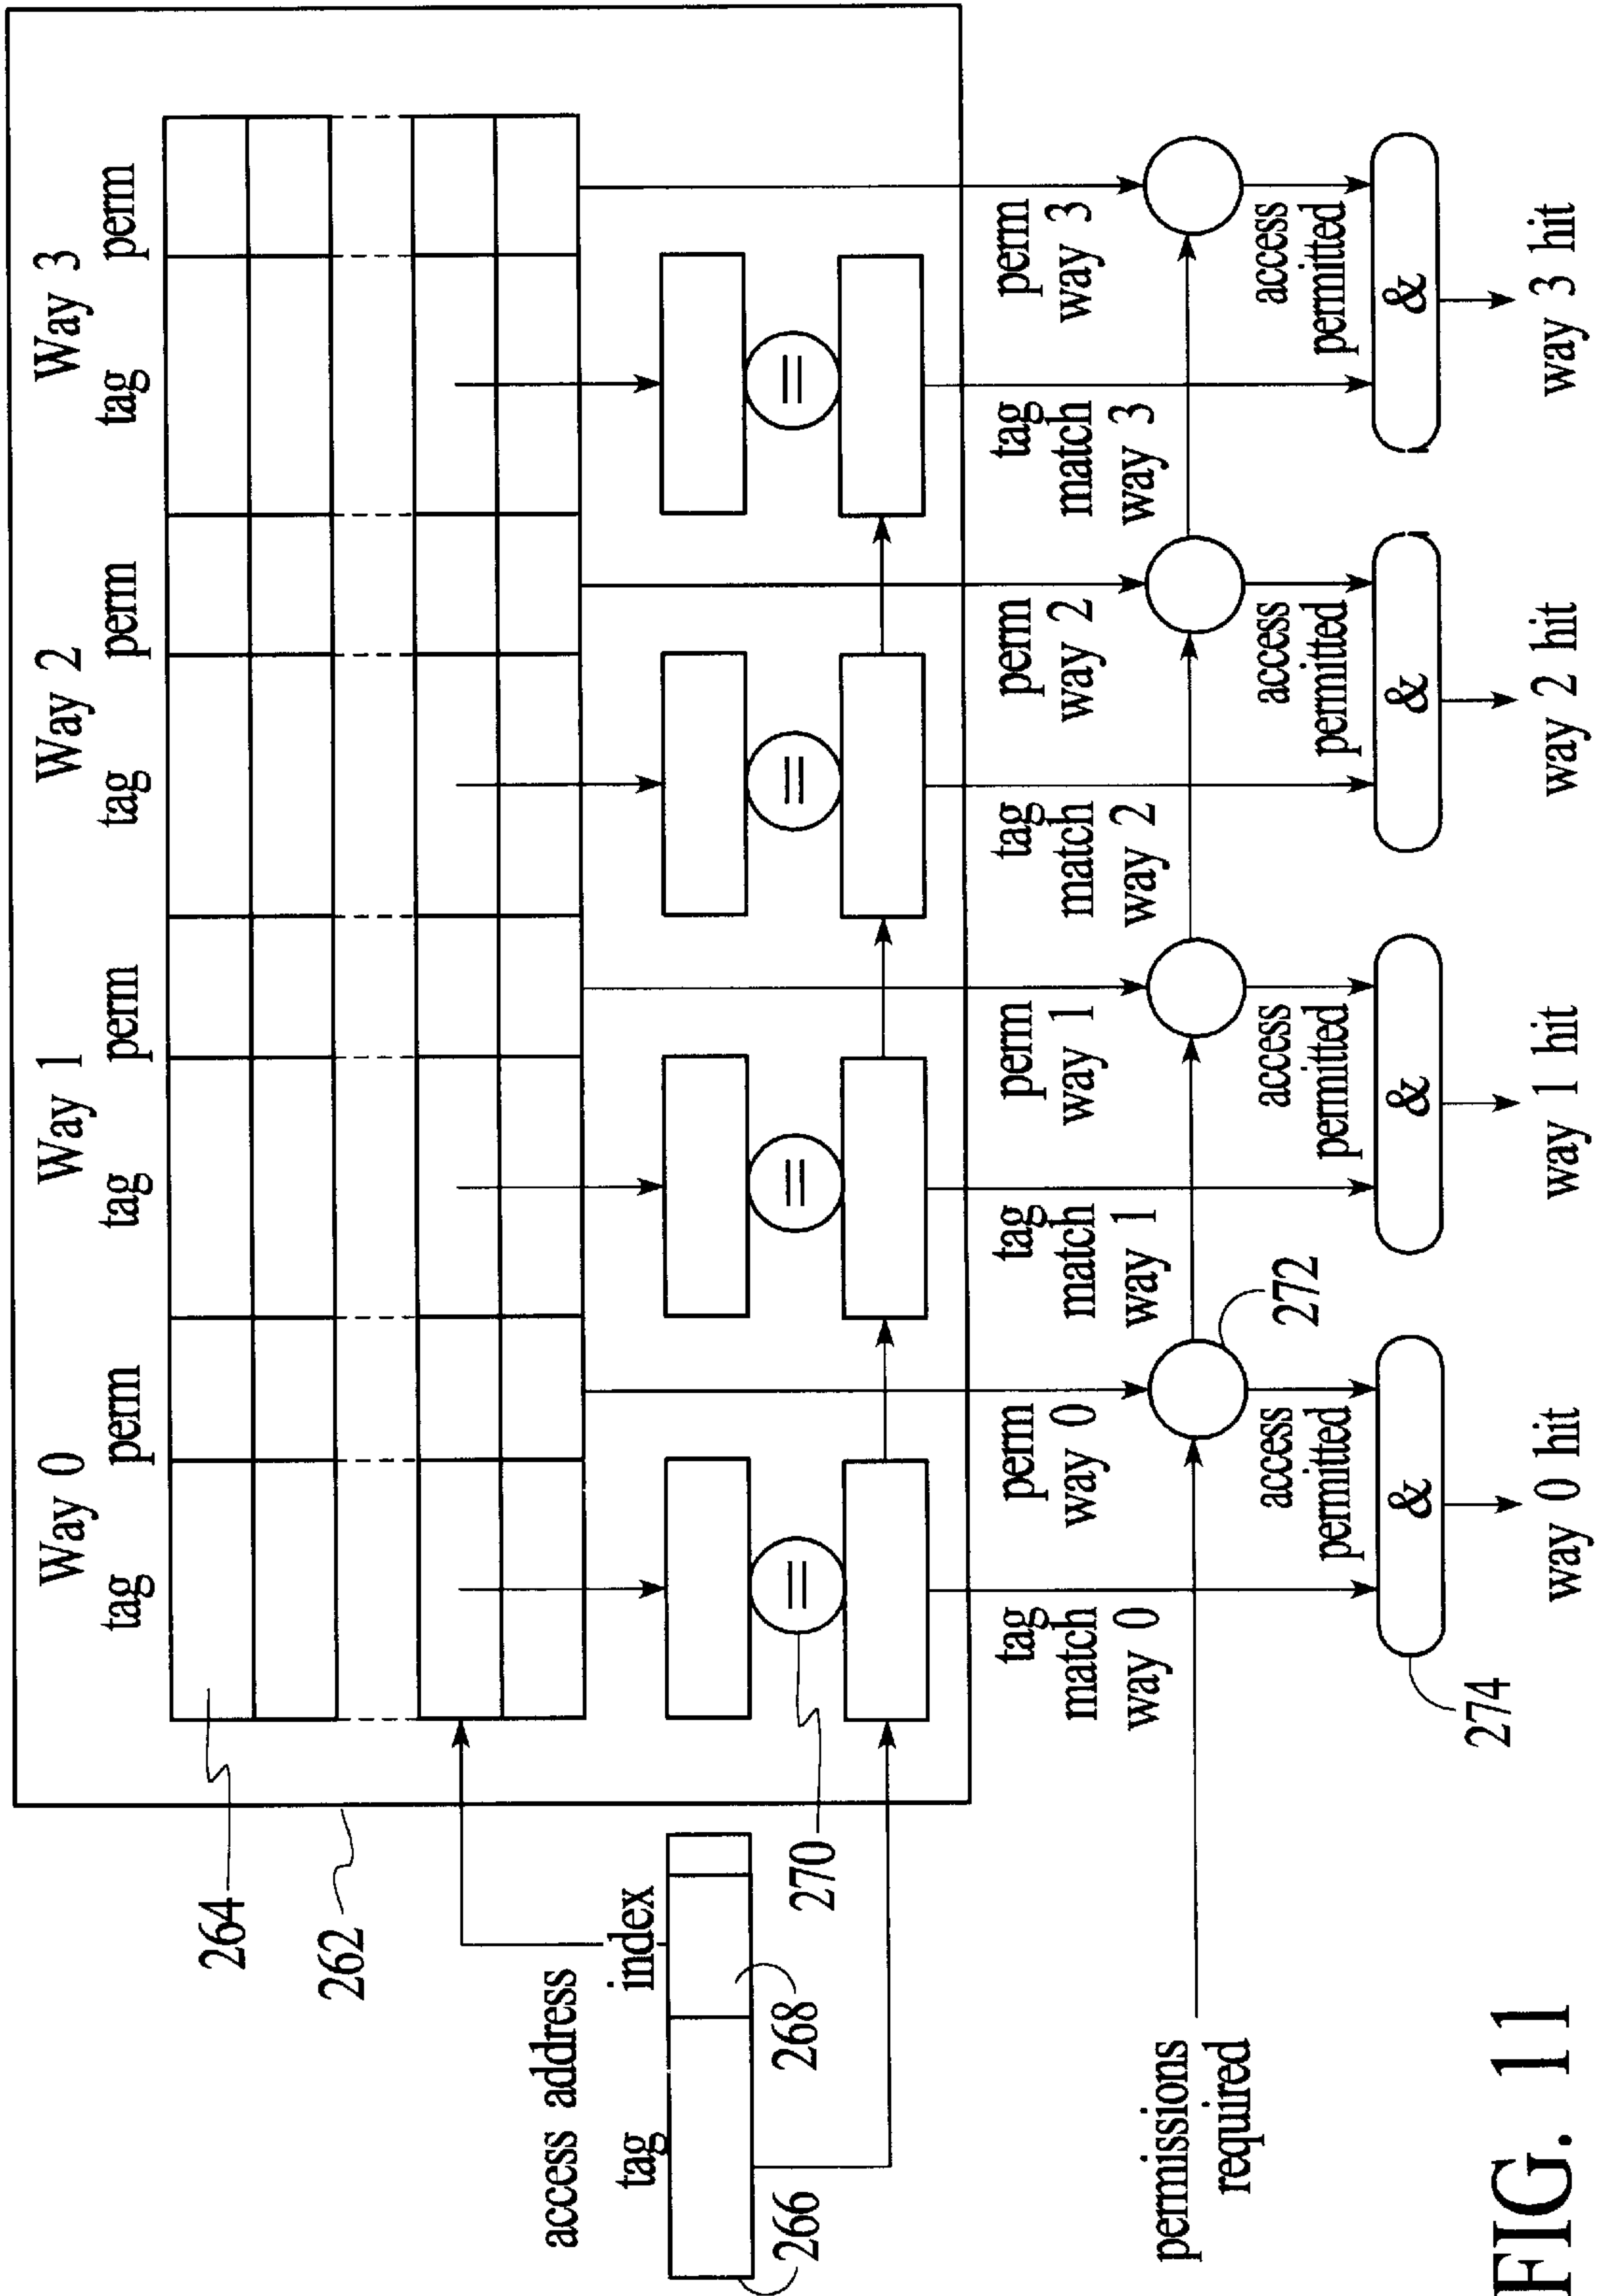 Way 0
Way 1
Way 2
Way 3
tag
perm
tag
perm
tag
perm
tag
perm
264
262
access address
tag
index
266
268
270
=
=
=
=
tag
match
way 0
perm
way 0
tag
match
way 1
perm
way 1
tag
match
way 2
perm
way 2
tag
match
way 3
perm
way 3
permissions
required
272
access
permitted
access
permitted
access
permitted
access
permitted
274
&
&
&
&
way 0 hit
way 1 hit
way 2 hit
way 3 hit
FIG. 11